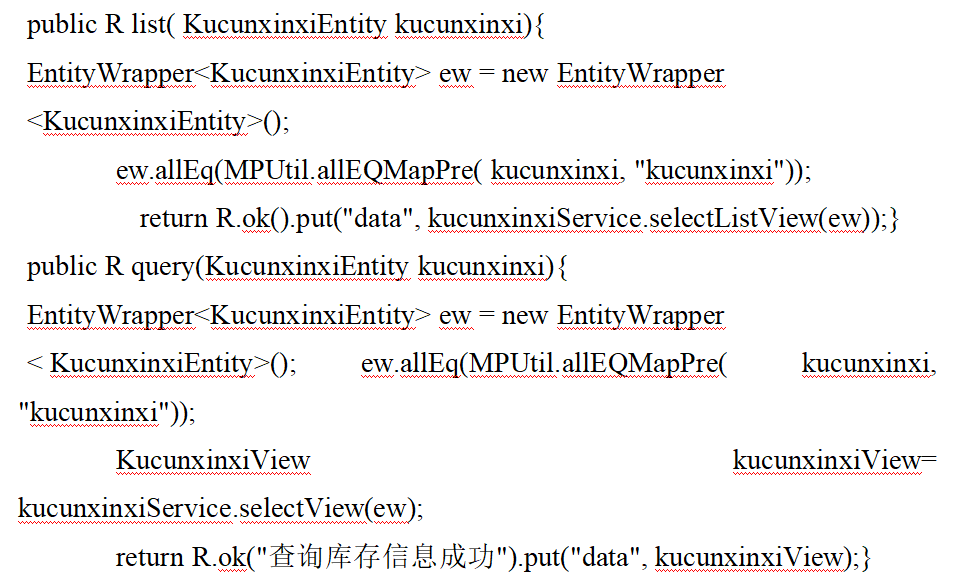 public R list( KucunxinxiEntity kucunxinxi){
EntityWrapper<KucunxinxiEntity> ew = new EntityWrapper
<KucunxinxiEntity>();
ew.allEq(MPUtil.allEQMapPre( kucunxinxi, "kucunxinxi"));
return R.ok().put("data", kucunxinxiService.selectListView(ew));}
public R query(KucunxinxiEntity kucunxinxi){
EntityWrapper<KucunxinxiEntity> ew = new EntityWrapper
< KucunxinxiEntity>(); ew.allEq(MPUtil.allEQMapPre( kucunxinxi,
"kucunxinxi"));
KucunxinxiView kucunxinxiView=
kucunxinxiService.selectView(ew);
return R.ok("查询库存信息成功").put("data", kucunxinxiView);}